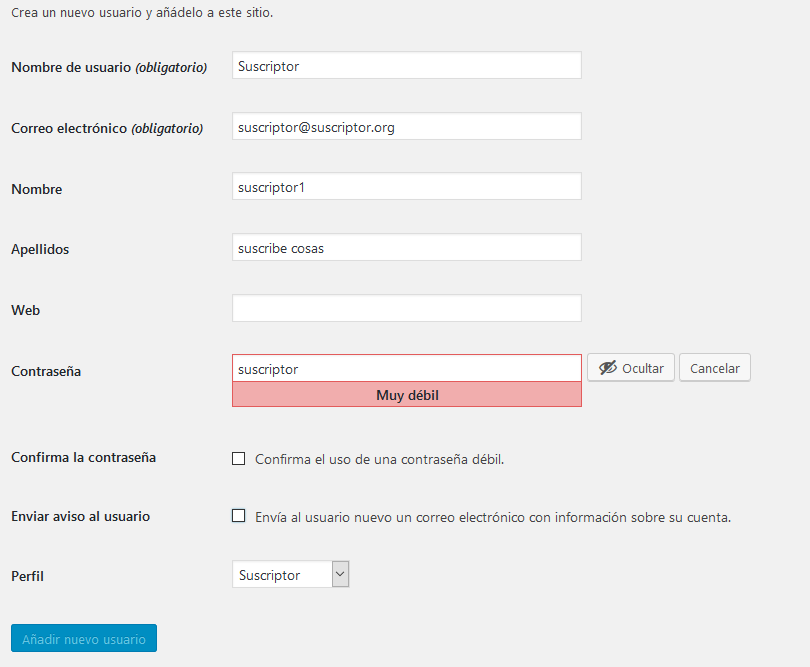 Crea un nuevo usuario y añádelo a este sitio.
Nombre de usuario (obligatorio) Suscriptor
Correo electrónico (obligatorio) suscriptor@suscriptor.org
Nombre suscriptor1
Apellidos suscribe cosas
Web
Contraseña suscriptor Ocultar Cancelar
Muy débil
Confirma la contraseña Confirma el uso de una contraseña débil.
Enviar aviso al usuario Envía al usuario nuevo un correo electrónico con información sobre su cuenta.
Perfil Suscriptor
Añadir nuevo usuario